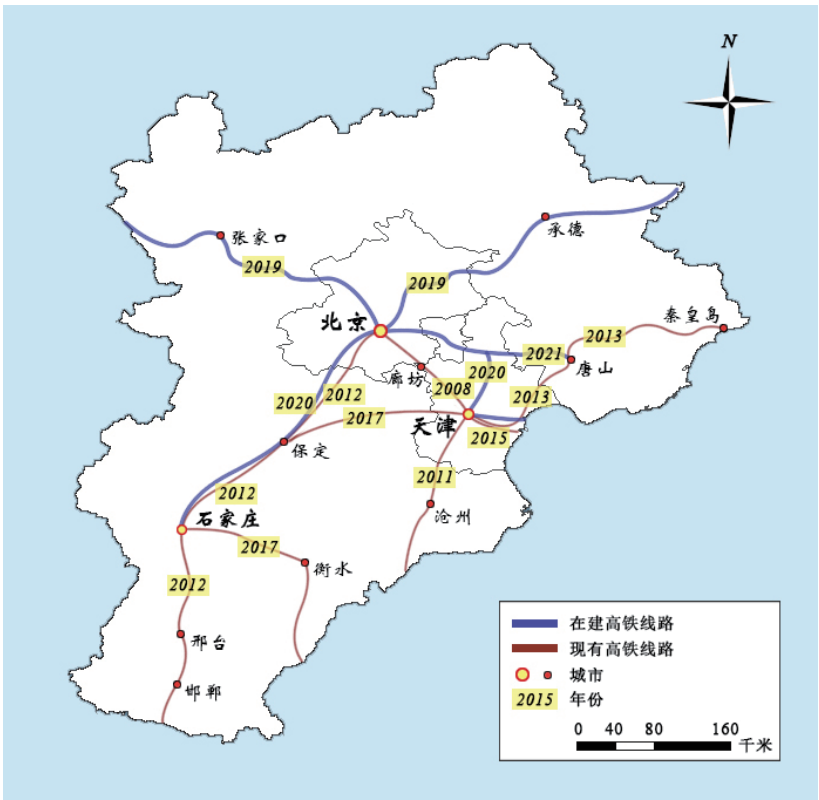 N
张家口
2019
承德
2019
北京
秦皇岛
2013
2021
唐山
廊坊
2020
2008
2012
2020
2013
2017
天津
2015
保定
2011
2012
沧州
石家庄
2017
衡水
2012
邢台
邯郸
在建高铁线路
现有高铁线路
城市
2015 年份
0 40 80 160
千米